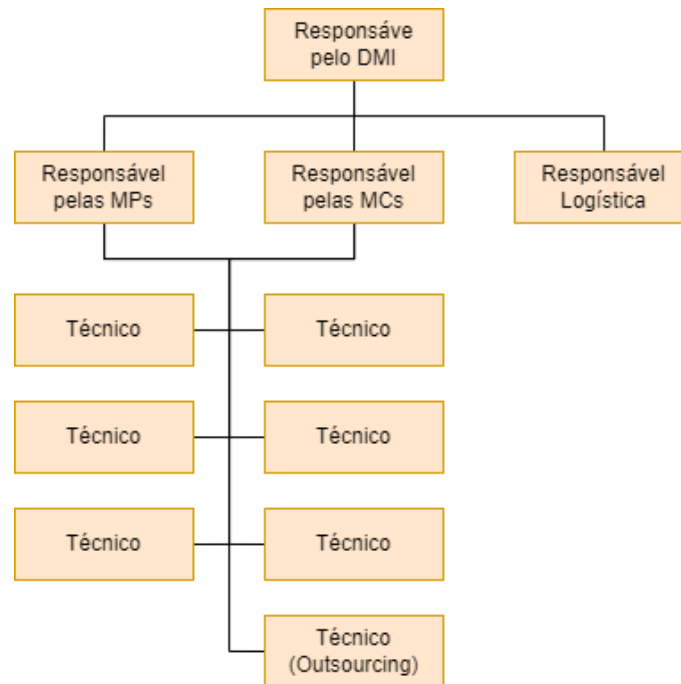 Responsáve
pelo DMI
Responsável
pelas MPs
Responsável
pelas MCs
Responsável
Logística
Técnico
Técnico
Técnico
Técnico
Técnico
Técnico
Técnico
(Outsourcing)